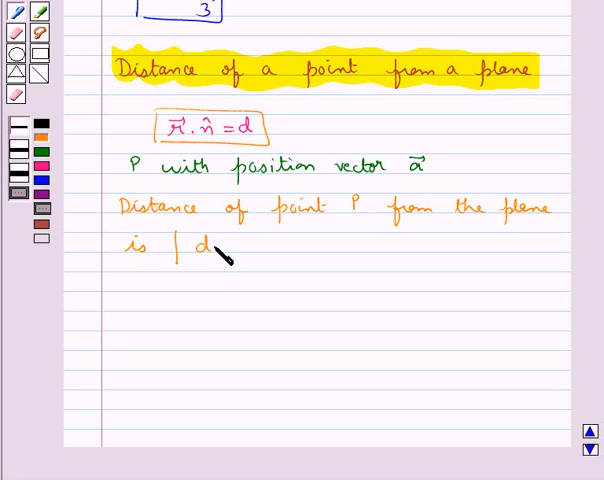 3
Distance of a point from a plane
r⃗ . n̂ = d
P with position vector a⃗
Distance of point P from the plane
is | d